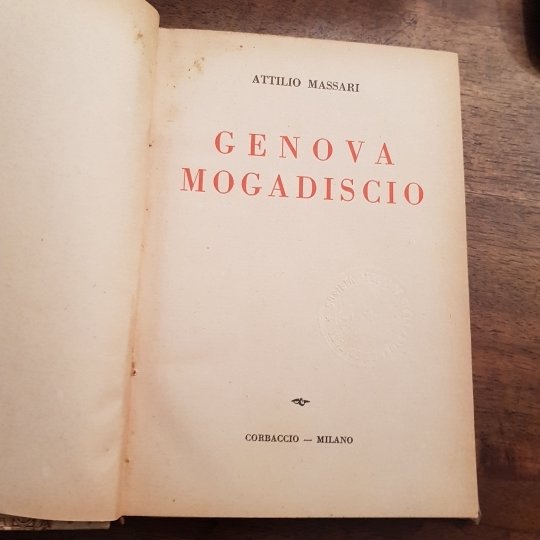 ATTILIO MASSARI
GENOVA
MOGADISCIO
CORBACCIO — MILANO